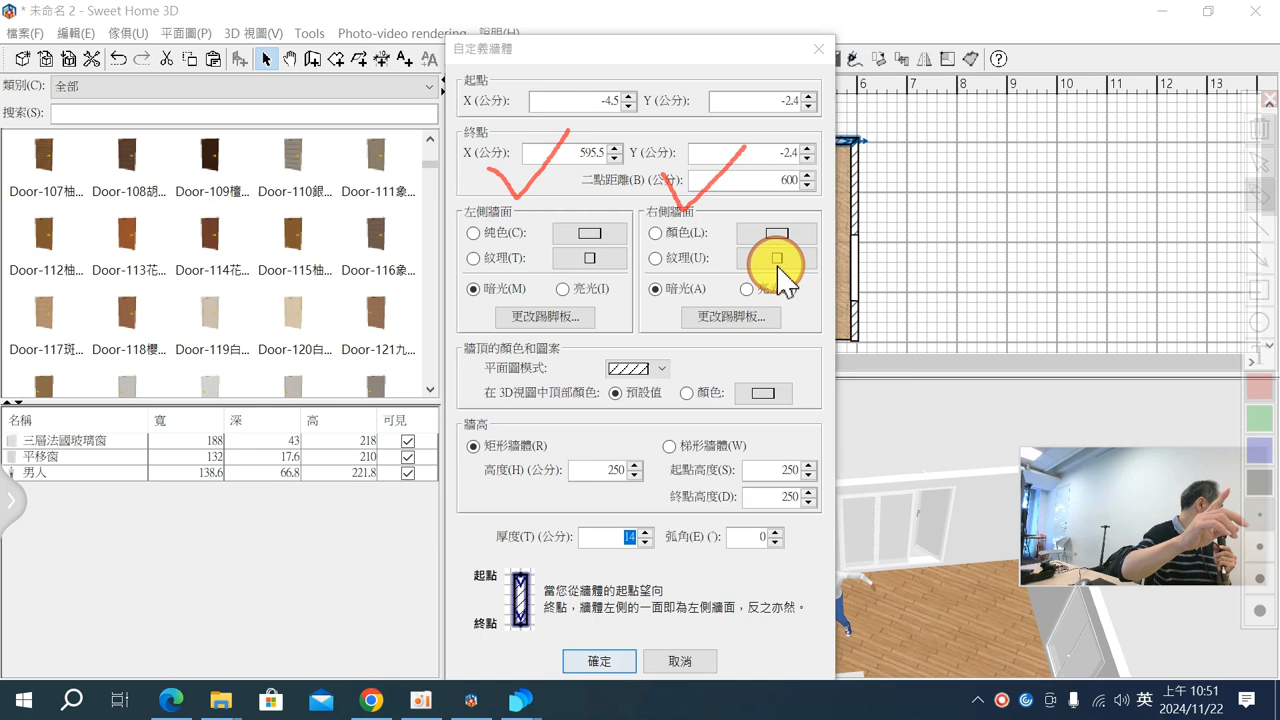 * 未命名 2 - Sweet Home 3D
檔案(F) 編輯(E) 傢俱(U) 平面圖(P) 3D 視圖(V) Tools Photo-video rendering 說明(H)
類別(C): 全部
搜索(S):
Door-107柚... Door-108胡... Door-109檀... Door-110銀... Door-111象...
Door-112柚... Door-113花... Door-114花... Door-115柚... Door-116象...
Door-117斑... Door-118櫻... Door-119白... Door-120白... Door-121九...
名稱 寬 深 高 可見
三層法國玻璃窗 188 43 218
平移窗 132 17.6 210
男人 138.6 66.8 221.8
自定義牆體
起點
X (公分): -4.5 Y (公分): -2.4
終點
X (公分): 595.5 Y (公分): -2.4
二點距離(B) (公分): 600
左側牆面
純色(C):
紋理(T):
暗光(M) 亮光(I)
更改踢脚板...
右側牆面
顏色(L):
紋理(U):
暗光(A)
更改踢脚板...
牆頂的顏色和圖案
平面圖模式:
在 3D視圖中頂部顏色: 預設值 顏色:
牆高
矩形牆體(R) 梯形牆體(W)
高度(H) (公分): 250 起點高度(S): 250
終點高度(D): 250
厚度(T) (公分): 14 弧角(E) (°): 0
起點
終點
當您從牆體的起點望向
終點，牆體左側的一面即為左側牆面，反之亦然。
確定 取消
6 7 8 9 10 11 12 13
英 上午 10:51
2024/11/22